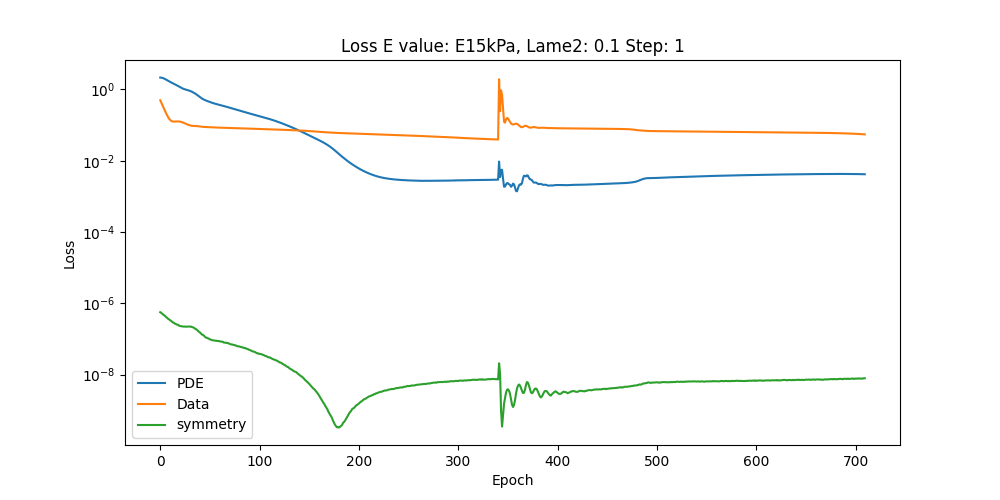 Loss E value: E15kPa, Lame2: 0.1 Step: 1
Loss
10^0
10^-2
10^-4
10^-6
10^-8
PDE
Data
symmetry
0 100 200 300 400 500 600 700
Epoch